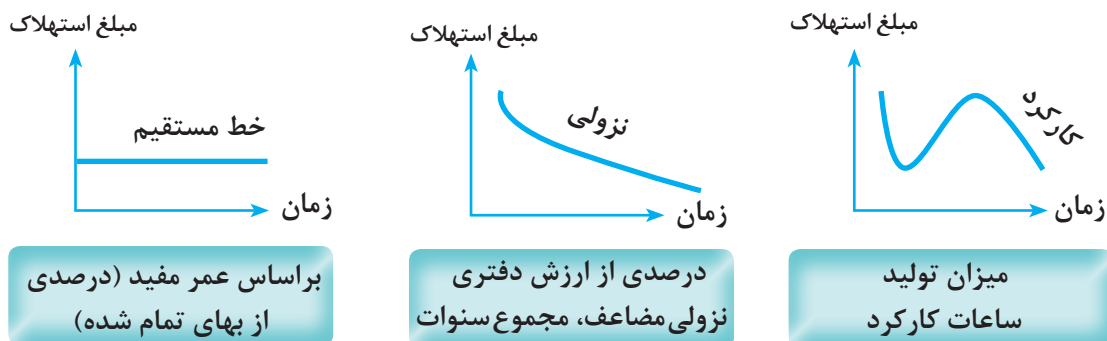 مبلغ استهلاک
کارکرد
زمان
میزان تولید
ساعات کارکرد
مبلغ استهلاک
نزولی
زمان
درصدی از ارزش دفتری
نزولی مضاعف، مجموع سنوات
مبلغ استهلاک
خط مستقیم
زمان
براساس عمر مفید (درصدی
از بهای تمام شده)